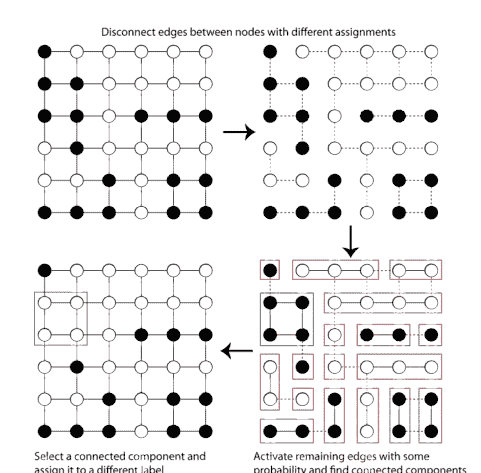 Disconnect edges between nodes with different assignments
Select a connected component and
assign it to a different label
Activate remaining edges with some
probability and find connected components